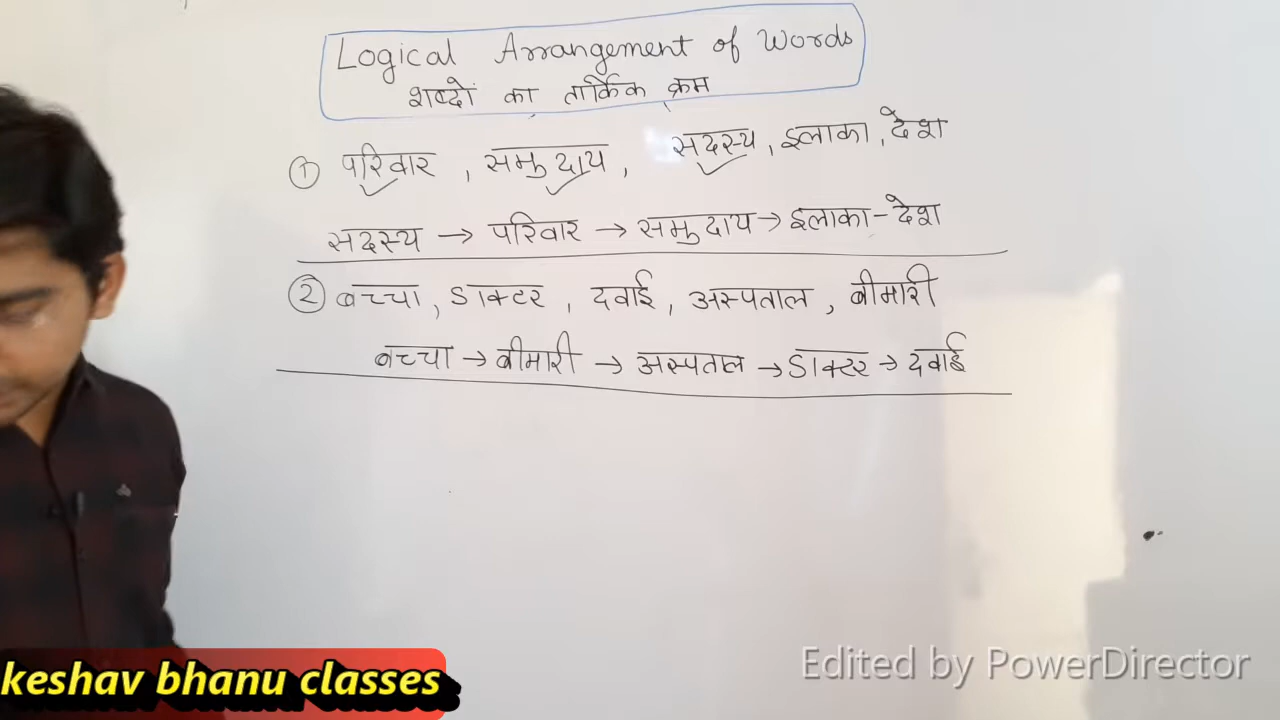 Logical Arrangement of Words
शब्दों का तार्किक क्रम
① परिवार, समुदाय, सदस्य, इलाका, देश
सदस्य → परिवार → समुदाय → इलाका - देश
② बच्चा, डाक्टर, दवाई, अस्पताल, बीमारी
बच्चा → बीमारी → अस्पताल → डाक्टर → दवाई
keshav bhanu classes
Edited by PowerDirector